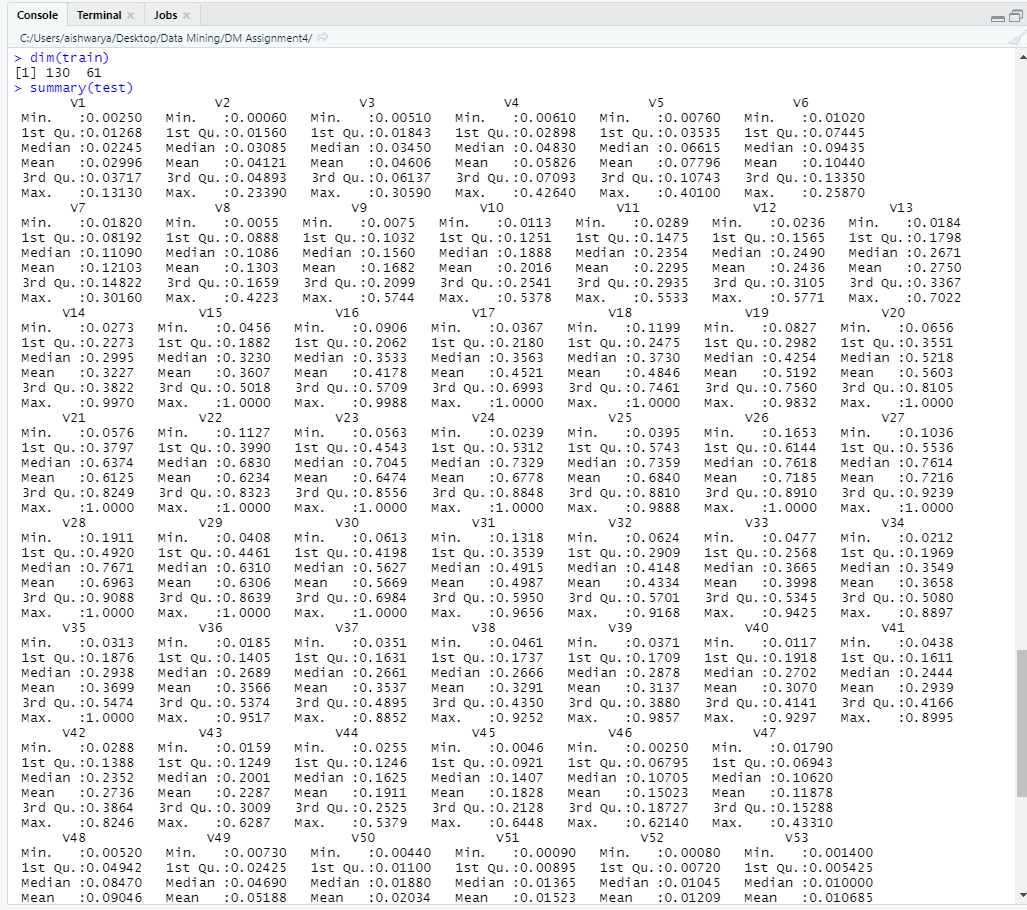 Console Terminal × Jobs ×
C:/Users/aishwarya/Desktop/Data Mining/DM Assignment4/
> dim(train)
[1] 130 61
> summary(test)
V1 V2 V3 V4 V5 V6
Min. :0.00250 Min. :0.00060 Min. :0.00510 Min. :0.00610 Min. :0.00760 Min. :0.01020
1st Qu.:0.01268 1st Qu.:0.01560 1st Qu.:0.01843 1st Qu.:0.02898 1st Qu.:0.03535 1st Qu.:0.07445
Median :0.02245 Median :0.03085 Median :0.03450 Median :0.04830 Median :0.06615 Median :0.09435
Mean :0.02996 Mean :0.04121 Mean :0.04606 Mean :0.05826 Mean :0.07796 Mean :0.10440
3rd Qu.:0.03717 3rd Qu.:0.04893 3rd Qu.:0.06137 3rd Qu.:0.07093 3rd Qu.:0.10743 3rd Qu.:0.13350
Max. :0.13130 Max. :0.23390 Max. :0.30590 Max. :0.42640 Max. :0.40100 Max. :0.25870
V7 V8 V9 V10 V11 V12 V13
Min. :0.01820 Min. :0.0055 Min. :0.0075 Min. :0.0113 Min. :0.0289 Min. :0.0236 Min. :0.0184
1st Qu.:0.08192 1st Qu.:0.0888 1st Qu.:0.1032 1st Qu.:0.1251 1st Qu.:0.1475 1st Qu.:0.1565 1st Qu.:0.1798
Median :0.11090 Median :0.1086 Median :0.1560 Median :0.1888 Median :0.2354 Median :0.2490 Median :0.2671
Mean :0.12103 Mean :0.1303 Mean :0.1682 Mean :0.2016 Mean :0.2295 Mean :0.2436 Mean :0.2750
3rd Qu.:0.14822 3rd Qu.:0.1659 3rd Qu.:0.2099 3rd Qu.:0.2541 3rd Qu.:0.2935 3rd Qu.:0.3105 3rd Qu.:0.3367
Max. :0.30160 Max. :0.4223 Max. :0.5744 Max. :0.5378 Max. :0.5533 Max. :0.5771 Max. :0.7022
V14 V15 V16 V17 V18 V19 V20
Min. :0.0273 Min. :0.0456 Min. :0.0906 Min. :0.0367 Min. :0.1199 Min. :0.0827 Min. :0.0656
1st Qu.:0.2273 1st Qu.:0.1882 1st Qu.:0.2062 1st Qu.:0.2180 1st Qu.:0.2475 1st Qu.:0.2982 1st Qu.:0.3551
Median :0.2995 Median :0.3230 Median :0.3533 Median :0.3563 Median :0.3730 Median :0.4254 Median :0.5218
Mean :0.3227 Mean :0.3607 Mean :0.4178 Mean :0.4521 Mean :0.4846 Mean :0.5192 Mean :0.5603
3rd Qu.:0.3822 3rd Qu.:0.5018 3rd Qu.:0.5709 3rd Qu.:0.6993 3rd Qu.:0.7461 3rd Qu.:0.7560 3rd Qu.:0.8105
Max. :0.9970 Max. :1.0000 Max. :0.9988 Max. :1.0000 Max. :1.0000 Max. :0.9832 Max. :1.0000
V21 V22 V23 V24 V25 V26 V27
Min. :0.0576 Min. :0.1127 Min. :0.0563 Min. :0.0239 Min. :0.0395 Min. :0.1653 Min. :0.1036
1st Qu.:0.3797 1st Qu.:0.3990 1st Qu.:0.4543 1st Qu.:0.5312 1st Qu.:0.5743 1st Qu.:0.6144 1st Qu.:0.5536
Median :0.6374 Median :0.6830 Median :0.7045 Median :0.7329 Median :0.7359 Median :0.7618 Median :0.7614
Mean :0.6125 Mean :0.6234 Mean :0.6474 Mean :0.6778 Mean :0.6840 Mean :0.7185 Mean :0.7216
3rd Qu.:0.8249 3rd Qu.:0.8323 3rd Qu.:0.8556 3rd Qu.:0.8848 3rd Qu.:0.8810 3rd Qu.:0.8910 3rd Qu.:0.9239
Max. :1.0000 Max. :1.0000 Max. :1.0000 Max. :1.0000 Max. :0.9888 Max. :1.0000 Max. :1.0000
V28 V29 V30 V31 V32 V33 V34
Min. :0.1911 Min. :0.0408 Min. :0.0613 Min. :0.1318 Min. :0.0624 Min. :0.0477 Min. :0.0212
1st Qu.:0.4920 1st Qu.:0.4461 1st Qu.:0.4198 1st Qu.:0.3539 1st Qu.:0.2909 1st Qu.:0.2568 1st Qu.:0.1969
Median :0.7671 Median :0.6310 Median :0.5627 Median :0.4915 Median :0.4148 Median :0.3665 Median :0.3549
Mean :0.6963 Mean :0.6306 Mean :0.5669 Mean :0.4987 Mean :0.4334 Mean :0.3998 Mean :0.3658
3rd Qu.:0.9088 3rd Qu.:0.8639 3rd Qu.:0.6984 3rd Qu.:0.5950 3rd Qu.:0.5701 3rd Qu.:0.5345 3rd Qu.:0.5080
Max. :1.0000 Max. :1.0000 Max. :1.0000 Max. :0.9656 Max. :0.9168 Max. :0.9425 Max. :0.8897
V35 V36 V37 V38 V39 V40 V41
Min. :0.0313 Min. :0.0185 Min. :0.0351 Min. :0.0461 Min. :0.0371 Min. :0.0117 Min. :0.0438
1st Qu.:0.1876 1st Qu.:0.1405 1st Qu.:0.1631 1st Qu.:0.1737 1st Qu.:0.1709 1st Qu.:0.1918 1st Qu.:0.1611
Median :0.2938 Median :0.2689 Median :0.2661 Median :0.2666 Median :0.2878 Median :0.2702 Median :0.2444
Mean :0.3699 Mean :0.3566 Mean :0.3537 Mean :0.3291 Mean :0.3137 Mean :0.3070 Mean :0.2939
3rd Qu.:0.5474 3rd Qu.:0.5374 3rd Qu.:0.4895 3rd Qu.:0.4350 3rd Qu.:0.3880 3rd Qu.:0.4141 3rd Qu.:0.4166
Max. :1.0000 Max. :0.9517 Max. :0.8852 Max. :0.9252 Max. :0.9857 Max. :0.9297 Max. :0.8995
V42 V43 V44 V45 V46 V47
Min. :0.0288 Min. :0.0159 Min. :0.0255 Min. :0.0046 Min. :0.00250 Min. :0.01790
1st Qu.:0.1388 1st Qu.:0.1249 1st Qu.:0.1246 1st Qu.:0.0921 1st Qu.:0.06795 1st Qu.:0.06943
Median :0.2352 Median :0.2001 Median :0.1625 Median :0.1407 Median :0.10705 Median :0.10620
Mean :0.2736 Mean :0.2287 Mean :0.1911 Mean :0.1828 Mean :0.15023 Mean :0.11878
3rd Qu.:0.3864 3rd Qu.:0.3009 3rd Qu.:0.2525 3rd Qu.:0.2128 3rd Qu.:0.18727 3rd Qu.:0.15288
Max. :0.8246 Max. :0.6287 Max. :0.5379 Max. :0.6448 Max. :0.62140 Max. :0.43310
V48 V49 V50 V51 V52 V53
Min. :0.00520 Min. :0.00730 Min. :0.00440 Min. :0.00090 Min. :0.00080 Min. :0.001400
1st Qu.:0.04942 1st Qu.:0.02425 1st Qu.:0.01100 1st Qu.:0.00895 1st Qu.:0.00720 1st Qu.:0.005425
Median :0.08470 Median :0.04690 Median :0.01880 Median :0.01365 Median :0.01045 Median :0.010000
Mean :0.09046 Mean :0.05188 Mean :0.02034 Mean :0.01523 Mean :0.01209 Mean :0.010685